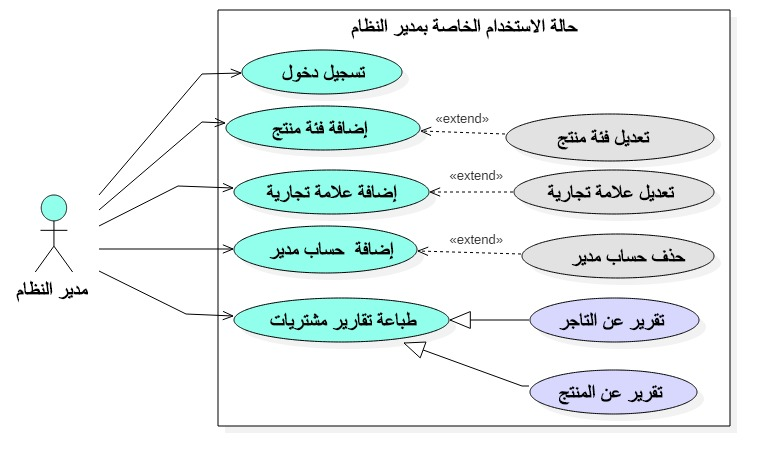 حالة الاستخدام الخاصة بمدير النظام
تسجيل دخول
إضافة فئة منتج
«extend»
تعديل فئة منتج
إضافة علامة تجارية
«extend»
تعديل علامة تجارية
إضافة حساب مدير
«extend»
حذف حساب مدير
مدير النظام
طباعة تقارير مشتريات
تقرير عن التاجر
تقرير عن المنتج